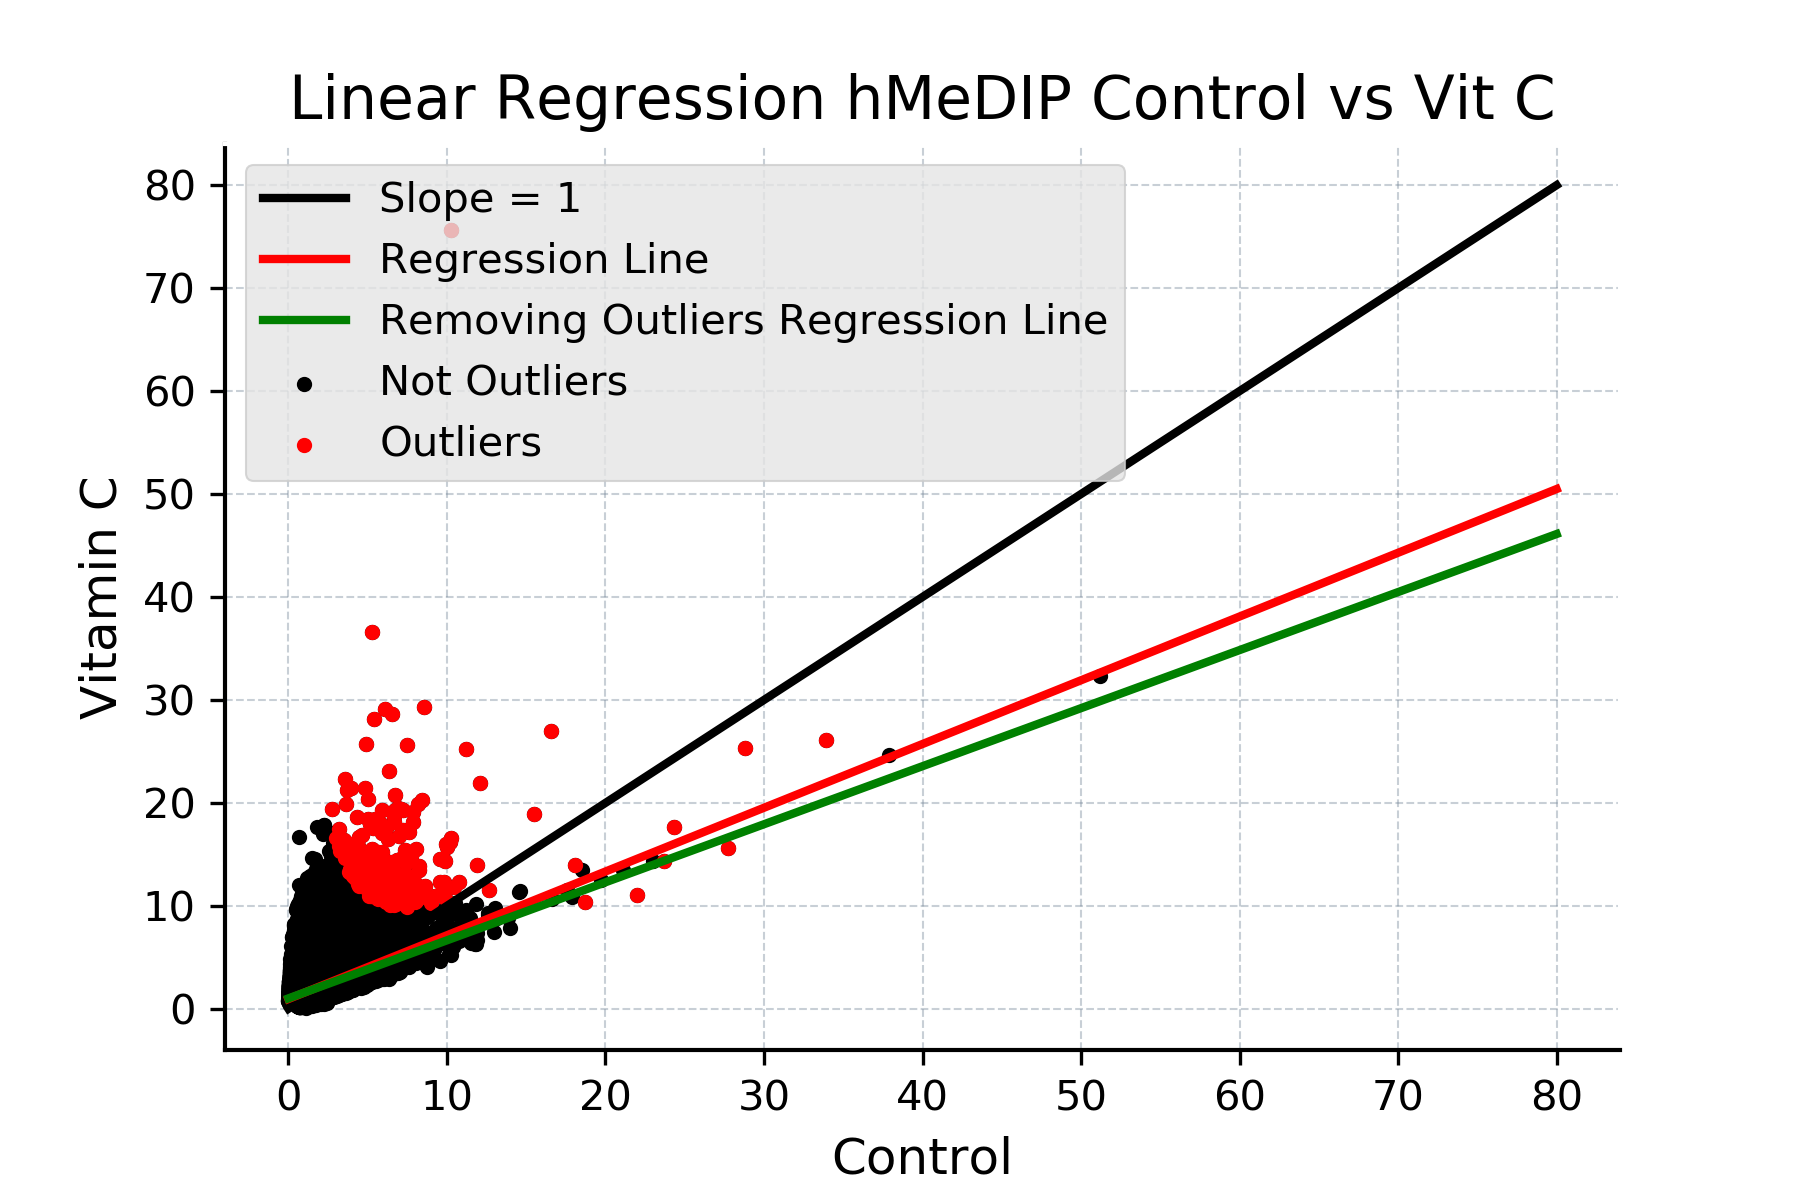 Linear Regression hMeDIP Control vs Vit C
Slope = 1
Regression Line
Removing Outliers Regression Line
Not Outliers
Outliers
Vitamin C
80
70
60
50
40
30
20
10
0
0 10 20 30 40 50 60 70 80
Control